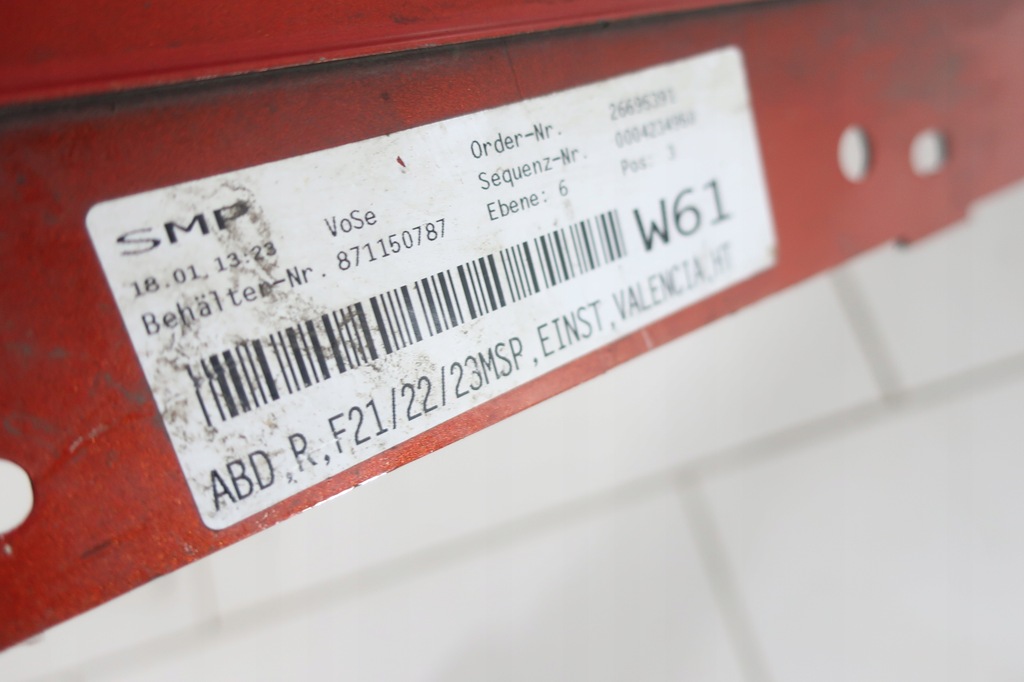 SMP
18.01 13:23 VoSe
Behälter-Nr. 871150787
Order-Nr. 26696391
Sequenz-Nr.
Ebene: 6 Pos: 3
W61
ABD,R,F21/22/23MSP,EINST,VALENCIA,HT